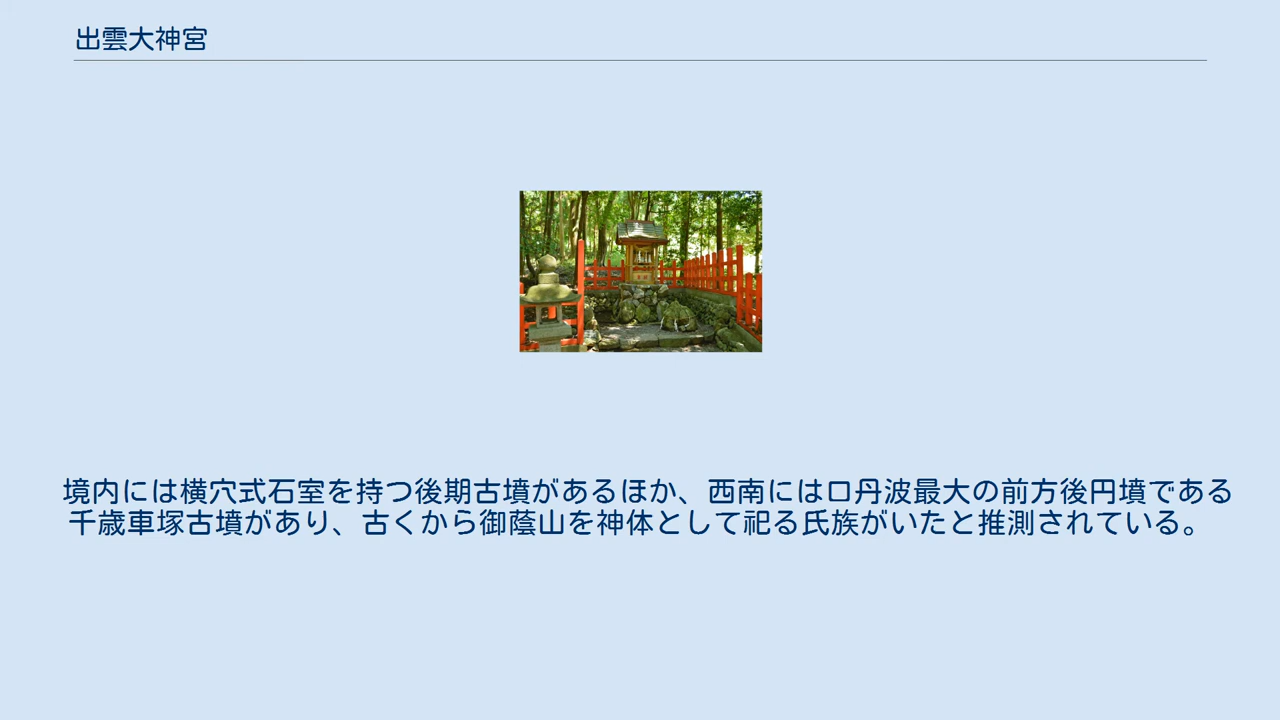 出雲大神宮
境内には横穴式石室を持つ後期古墳があるほか、西南には口丹波最大の前方後円墳である
千歳車塚古墳があり、古くから御蔭山を神体として祀る氏族がいたと推測されている。